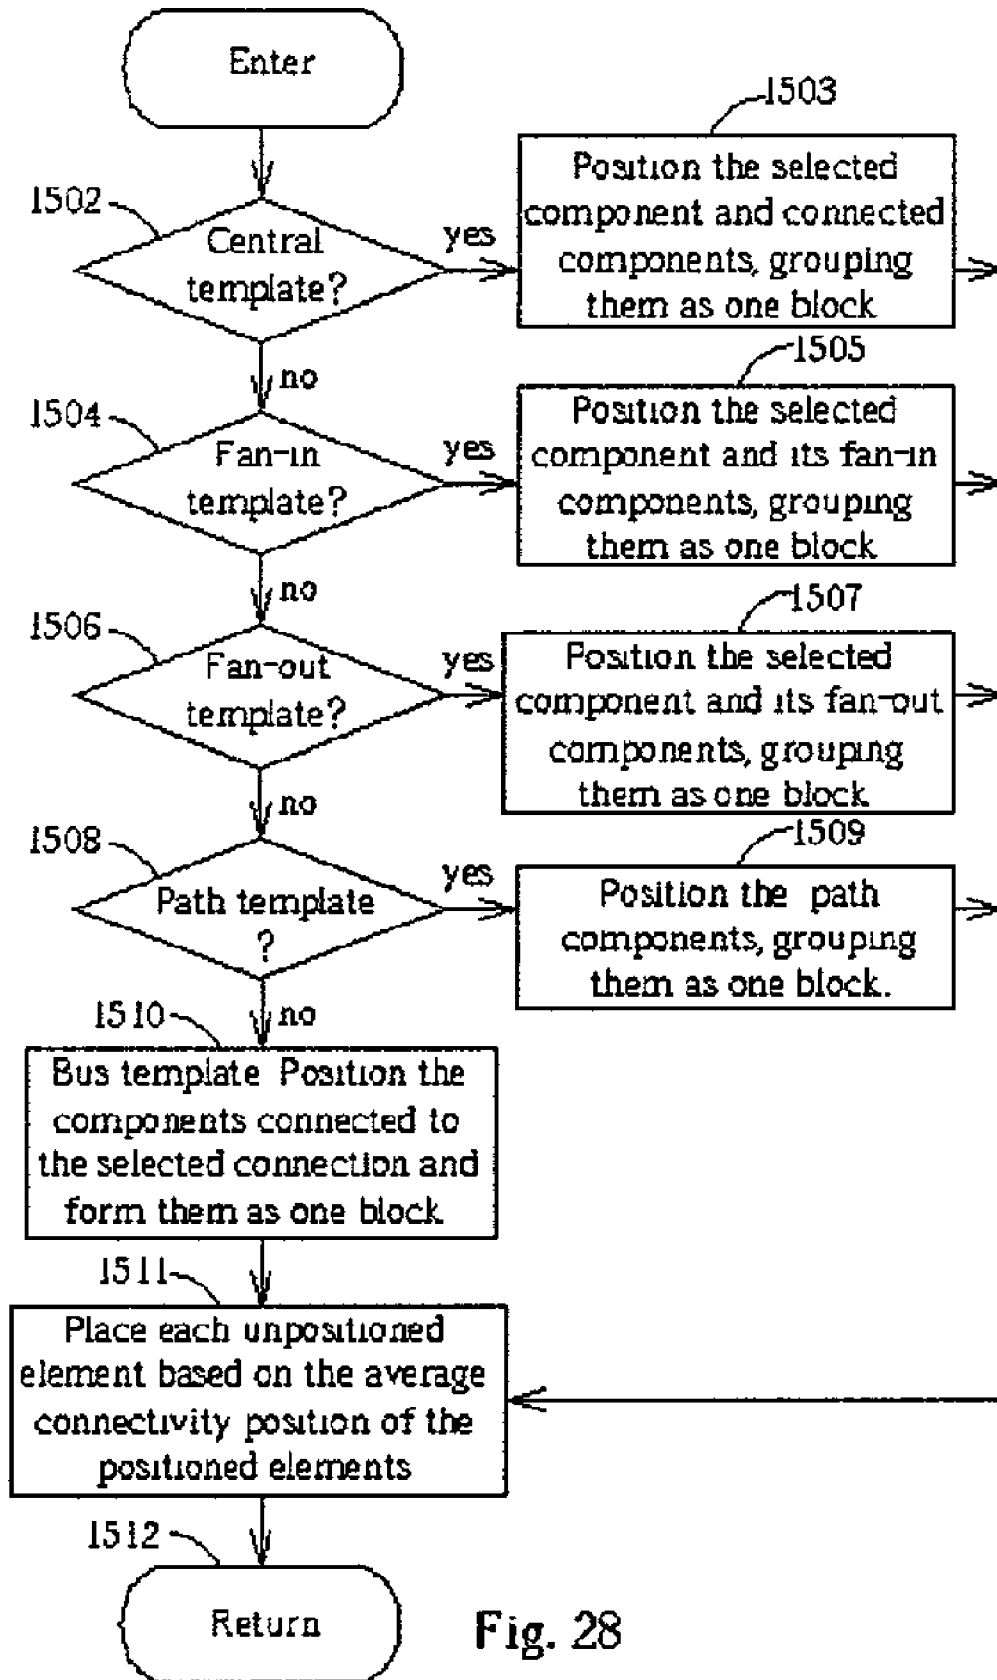 Enter
1503
Position the selected
component and connected
components, grouping
them as one block
1502
Central
template?
yes
no
1505
Position the selected
component and its fan-in
components, grouping
them as one block
1504
Fan-in
template?
yes
no
1507
Position the selected
component and its fan-out
components, grouping
them as one block
1506
Fan-out
template?
yes
no
1509
Position the path
components, grouping
them as one block.
1508
Path template
?
yes
no
1510
Bus template Position the
components connected to
the selected connection and
form them as one block
1511
Place each unpositioned
element based on the average
connectivity position of the
positioned elements
1512
Return
Fig. 28